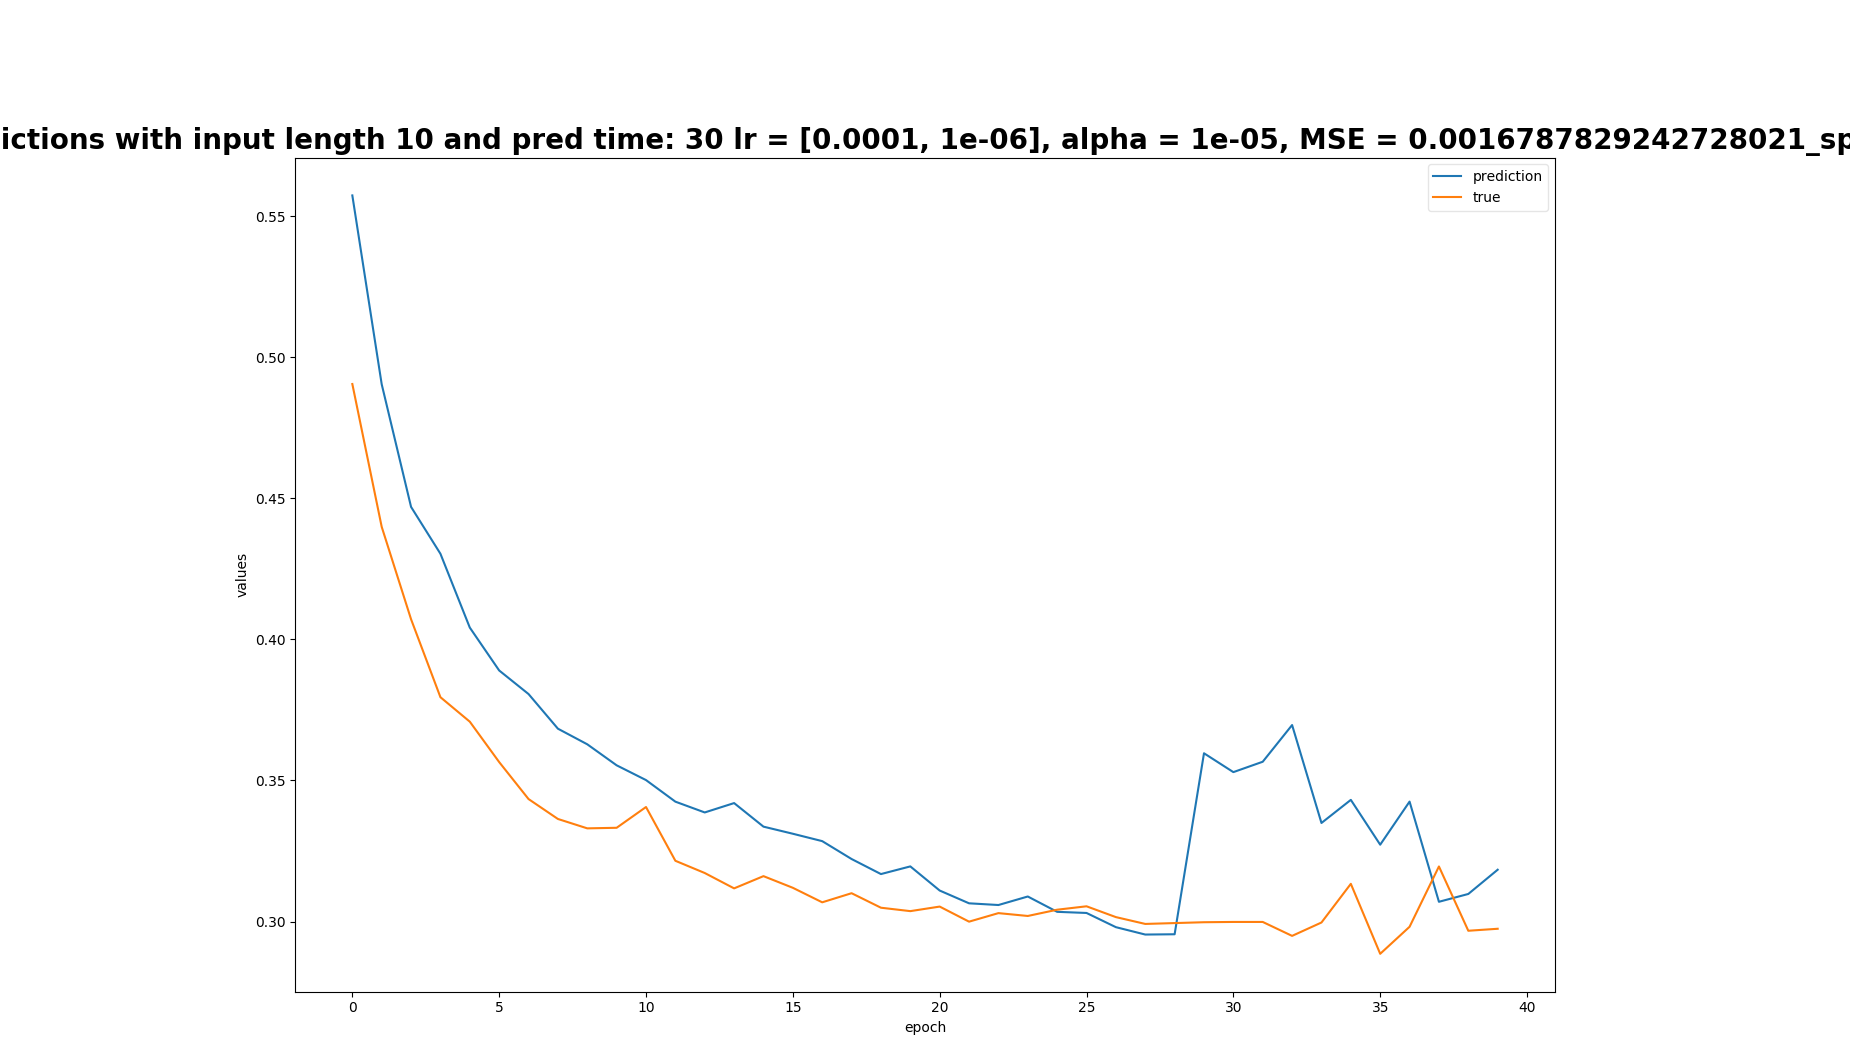 ictions with input length 10 and pred time: 30 lr = [0.0001, 1e-06], alpha = 1e-05, MSE = 0.0016787829242728021_sp
prediction
true
0.55
0.50
0.45
0.40
0.35
0.30
values
0 5 10 15 20 25 30 35 40
epoch